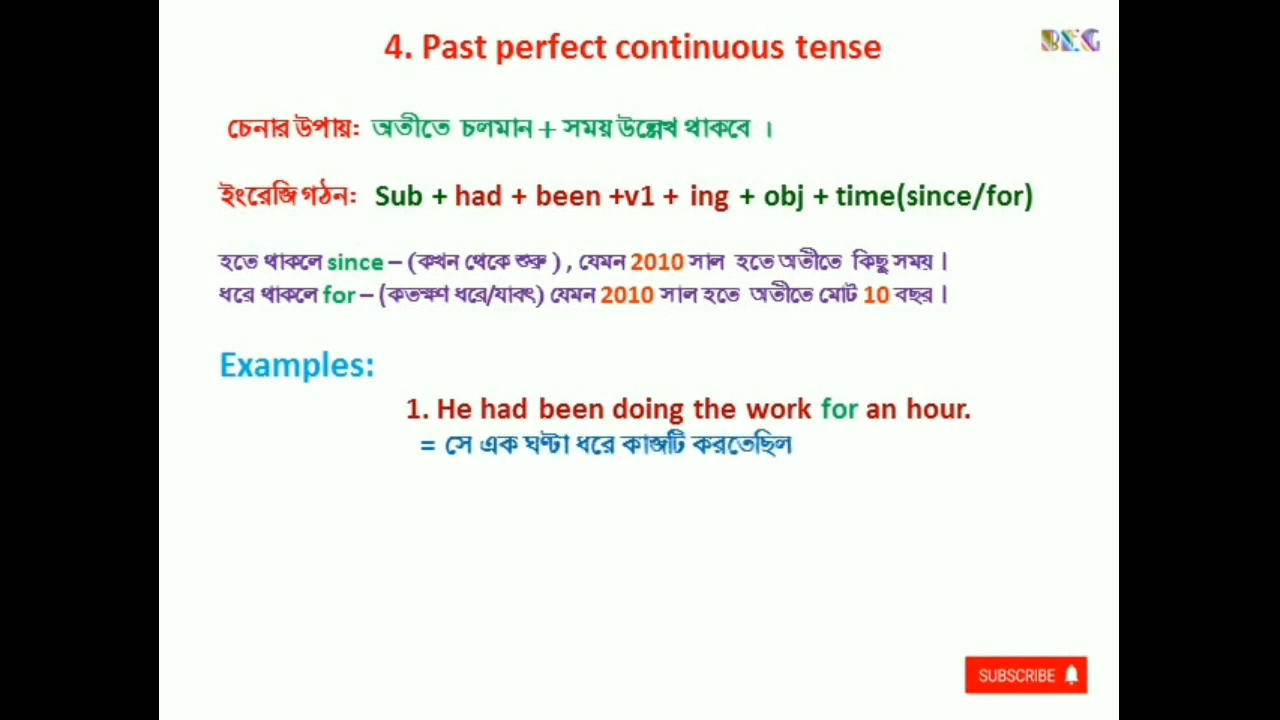 4. Past perfect continuous tense
BEG
চেনার উপায়: অতীতে চলমান + সময় উল্লেখ থাকবে ।
ইংরেজি গঠন: Sub + had + been +v1 + ing + obj + time(since/for)
হতে থাকলে since – (কখন থেকে শুরু ) , যেমন 2010 সাল হতে অতীতে কিছু সময় ।
ধরে থাকলে for – (কতক্ষণ ধরে/যাবৎ) যেমন 2010 সাল হতে অতীতে মোট 10 বছর ।
Examples:
1. He had been doing the work for an hour.
= সে এক ঘণ্টা ধরে কাজটি করতেছিল
SUBSCRIBE